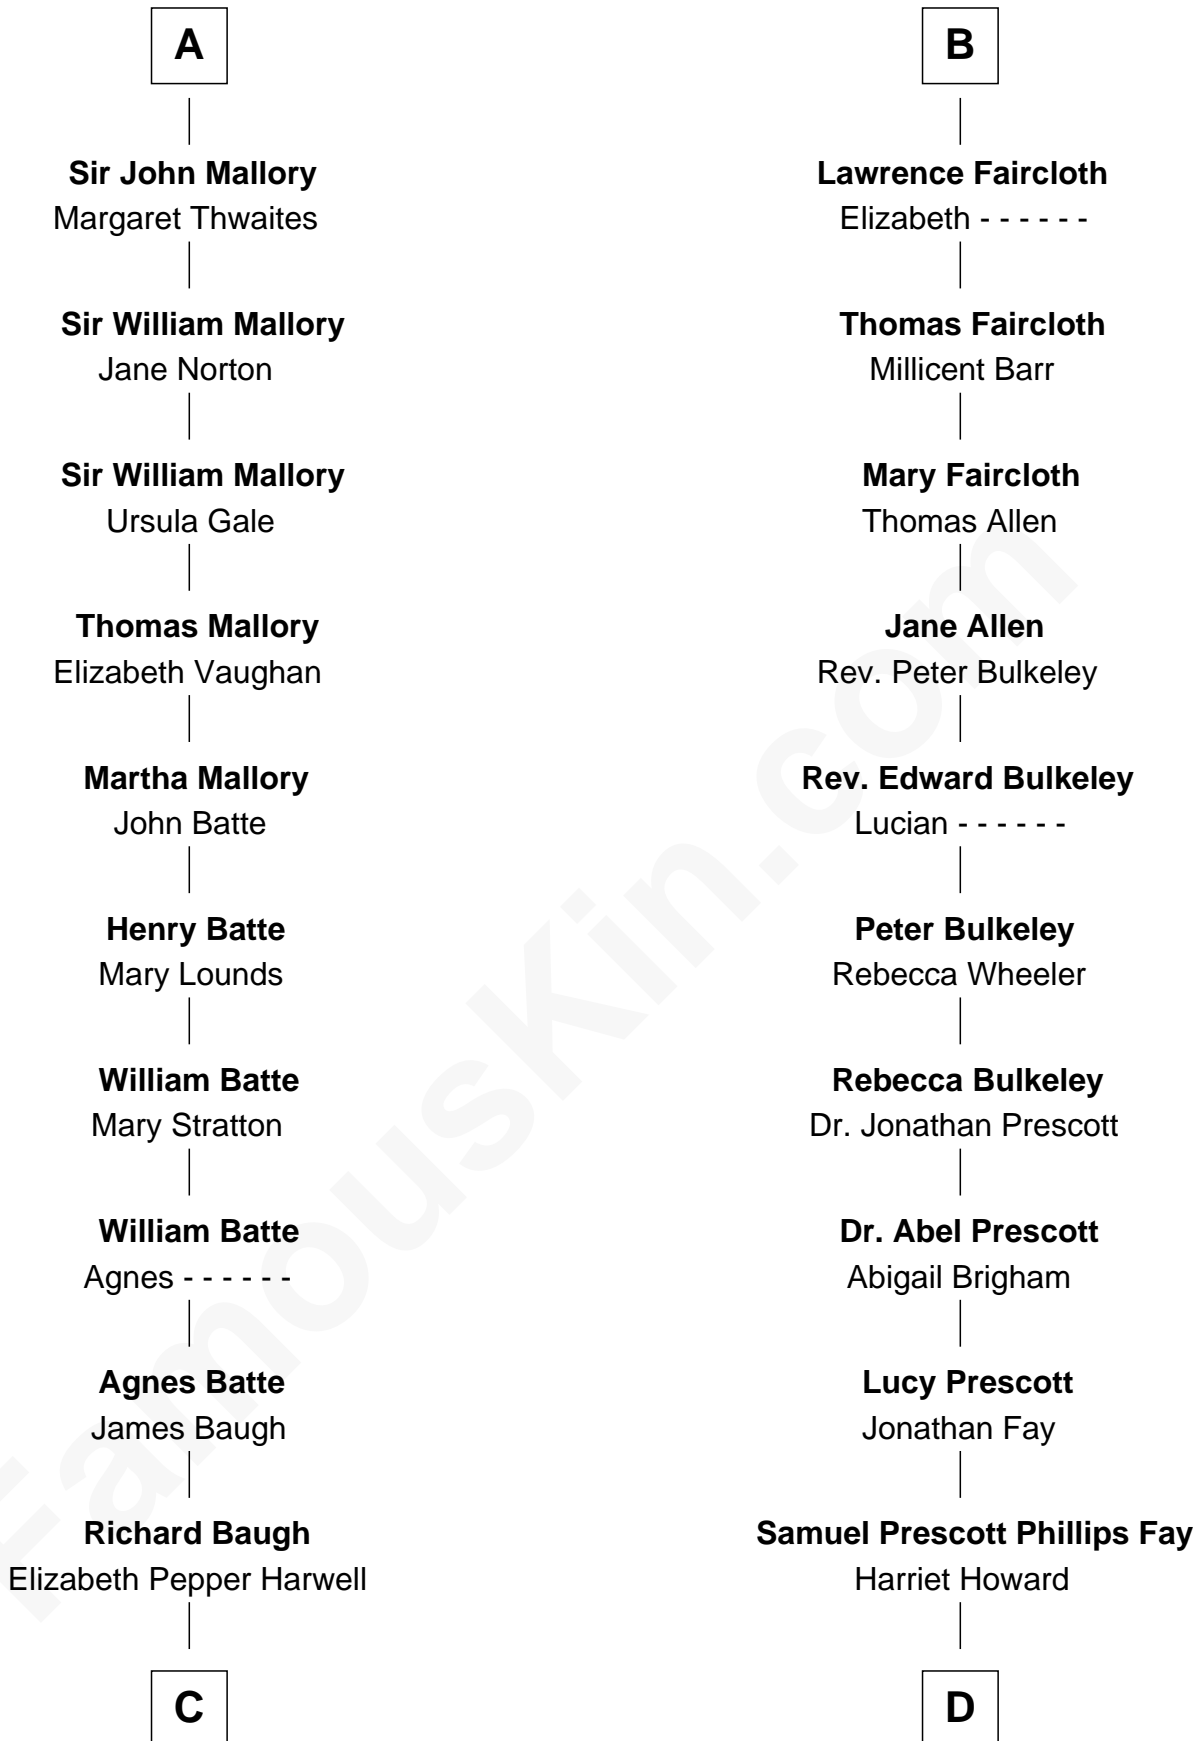 A
Sir John Mallory
Margaret Thwaites
Sir William Mallory
Jane Norton
Sir William Mallory
Ursula Gale
Thomas Mallory
Elizabeth Vaughan
Martha Mallory
John Batte
Henry Batte
Mary Lounds
William Batte
Mary Stratton
William Batte
Agnes - - - - - -
Agnes Batte
James Baugh
Richard Baugh
Elizabeth Pepper Harwell
C
B
Lawrence Faircloth
Elizabeth - - - - - -
Thomas Faircloth
Millicent Barr
Mary Faircloth
Thomas Allen
Jane Allen
Rev. Peter Bulkeley
Rev. Edward Bulkeley
Lucian - - - - - -
Peter Bulkeley
Rebecca Wheeler
Rebecca Bulkeley
Dr. Jonathan Prescott
Dr. Abel Prescott
Abigail Brigham
Lucy Prescott
Jonathan Fay
Samuel Prescott Phillips Fay
Harriet Howard
D
FamousKin.com